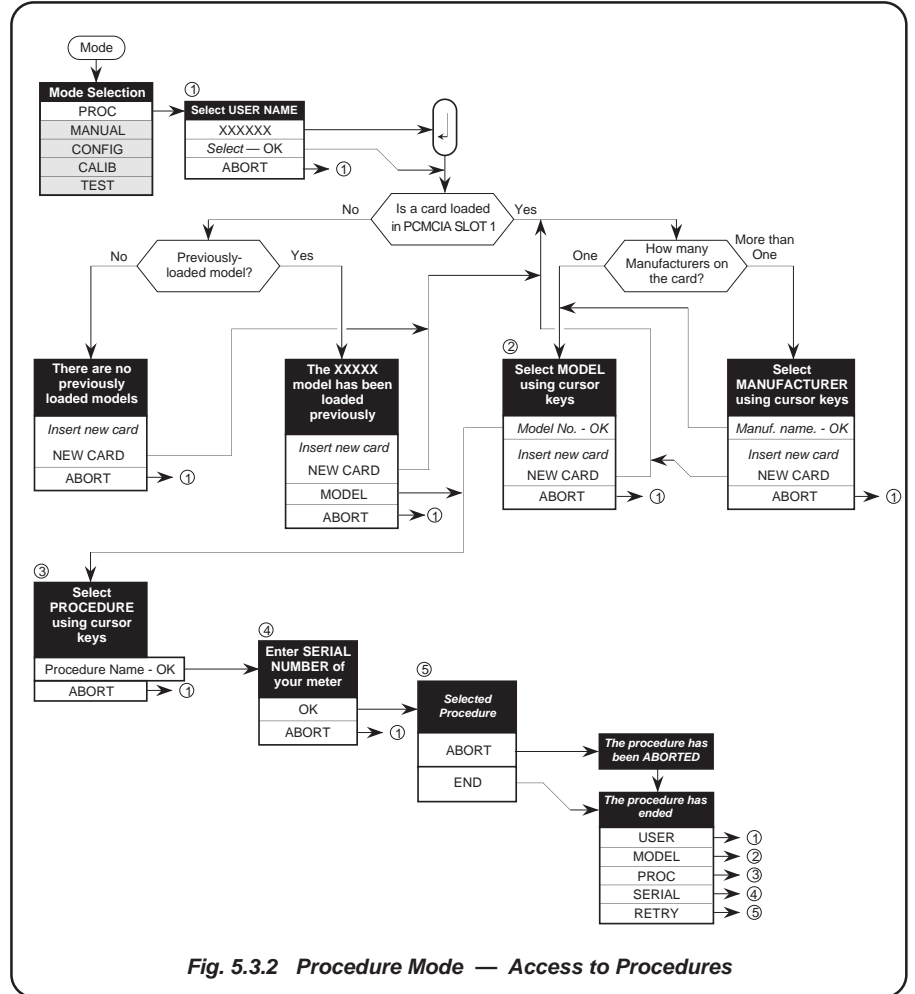 Mode
Mode Selection
PROC
MANUAL
CONFIG
CALIB
TEST
①
Select USER NAME
XXXXXX
Select — OK
ABORT
①
↵
Is a card loaded
in PCMCIA SLOT 1
No
Yes
Previously-
loaded model?
No
Yes
How many
Manufacturers on
the card?
One
More than
One
There are no
previously
loaded models
Insert new card
NEW CARD
ABORT
①
The XXXXX
model has been
loaded
previously
Insert new card
NEW CARD
MODEL
ABORT
①
②
Select MODEL
using cursor
keys
Model No. - OK
Insert new card
NEW CARD
ABORT
①
Select
MANUFACTURER
using cursor keys
Manuf. name. - OK
Insert new card
NEW CARD
ABORT
①
③
Select
PROCEDURE
using cursor
keys
Procedure Name - OK
ABORT
①
④
Enter SERIAL
NUMBER of
your meter
OK
ABORT
①
⑤
Selected
Procedure
ABORT
END
The procedure has
been ABORTED
The procedure has
ended
USER
①
MODEL
②
PROC
③
SERIAL
④
RETRY
⑤
Fig. 5.3.2 Procedure Mode — Access to Procedures